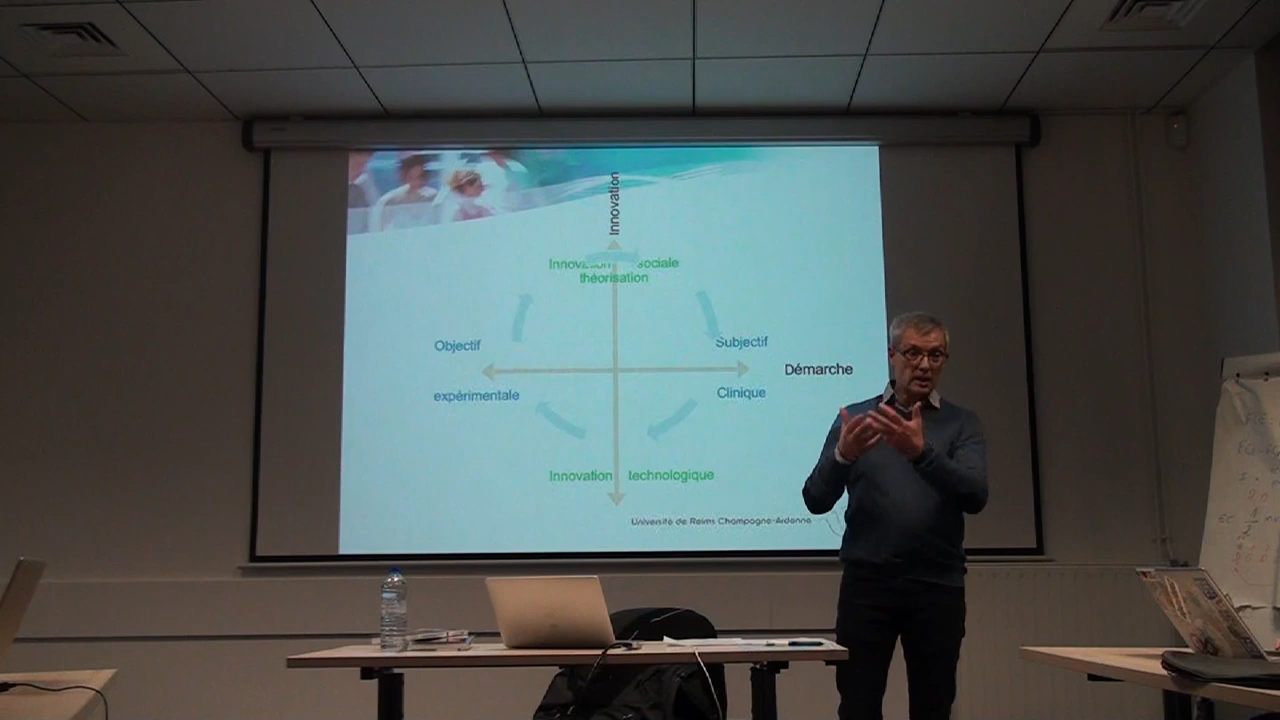 Innovation
Innovation sociale
théorisation
Objectif
Subjectif
Démarche
expérimentale
Clinique
Innovation technologique
Université de Reims Champagne-Ardenne